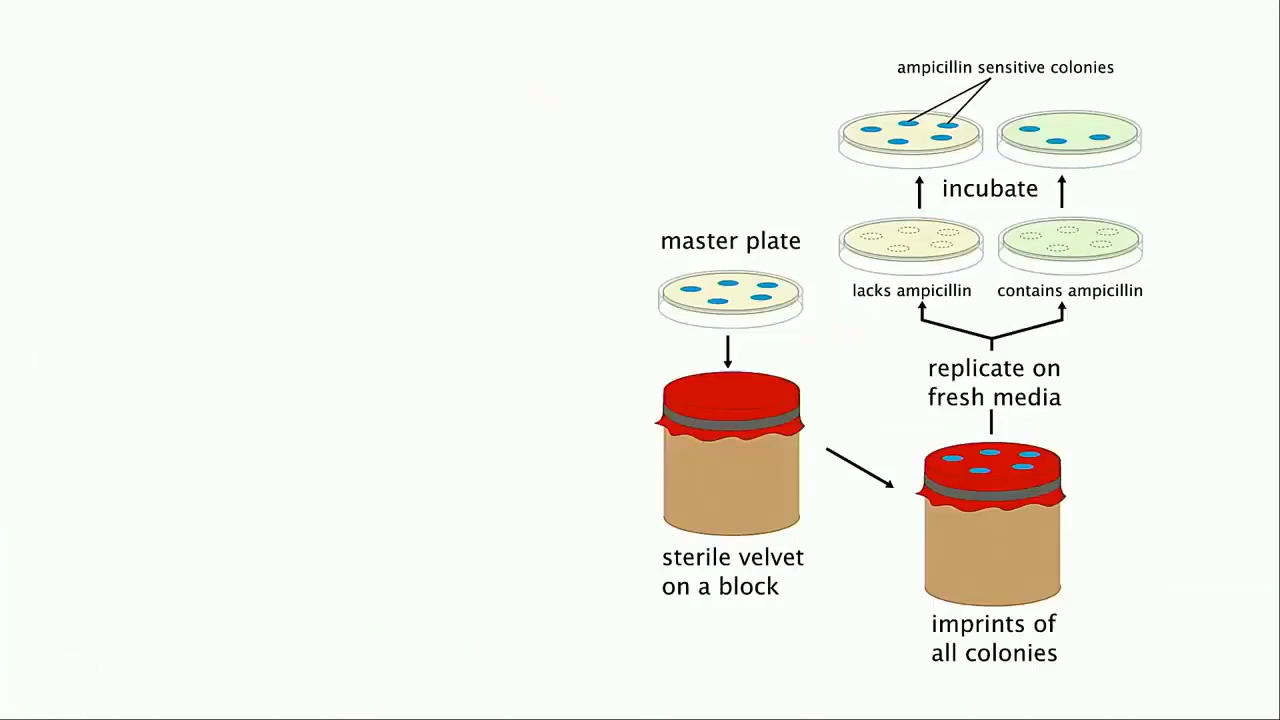 ampicillin sensitive colonies
incubate
master plate
lacks ampicillin
contains ampicillin
replicate on
fresh media
sterile velvet
on a block
imprints of
all colonies